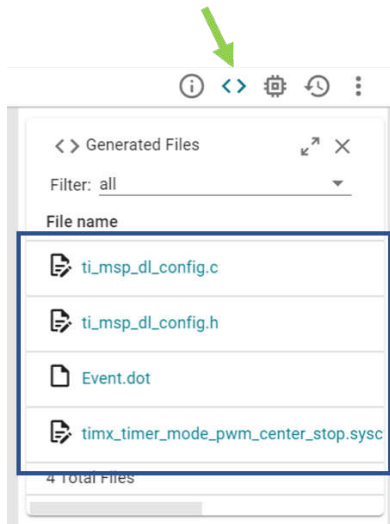 < > Generated Files
Filter: all
File name
ti_msp_dl_config.c
ti_msp_dl_config.h
Event.dot
timx_timer_mode_pwm_center_stop.sysc
4 Total Files